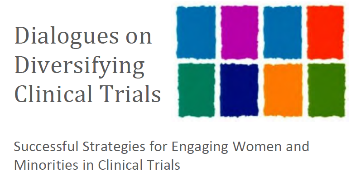 Dialogues on
Diversifying
Clinical Trials
Successful Strategies for Engaging Women and
Minorities in Clinical Trials